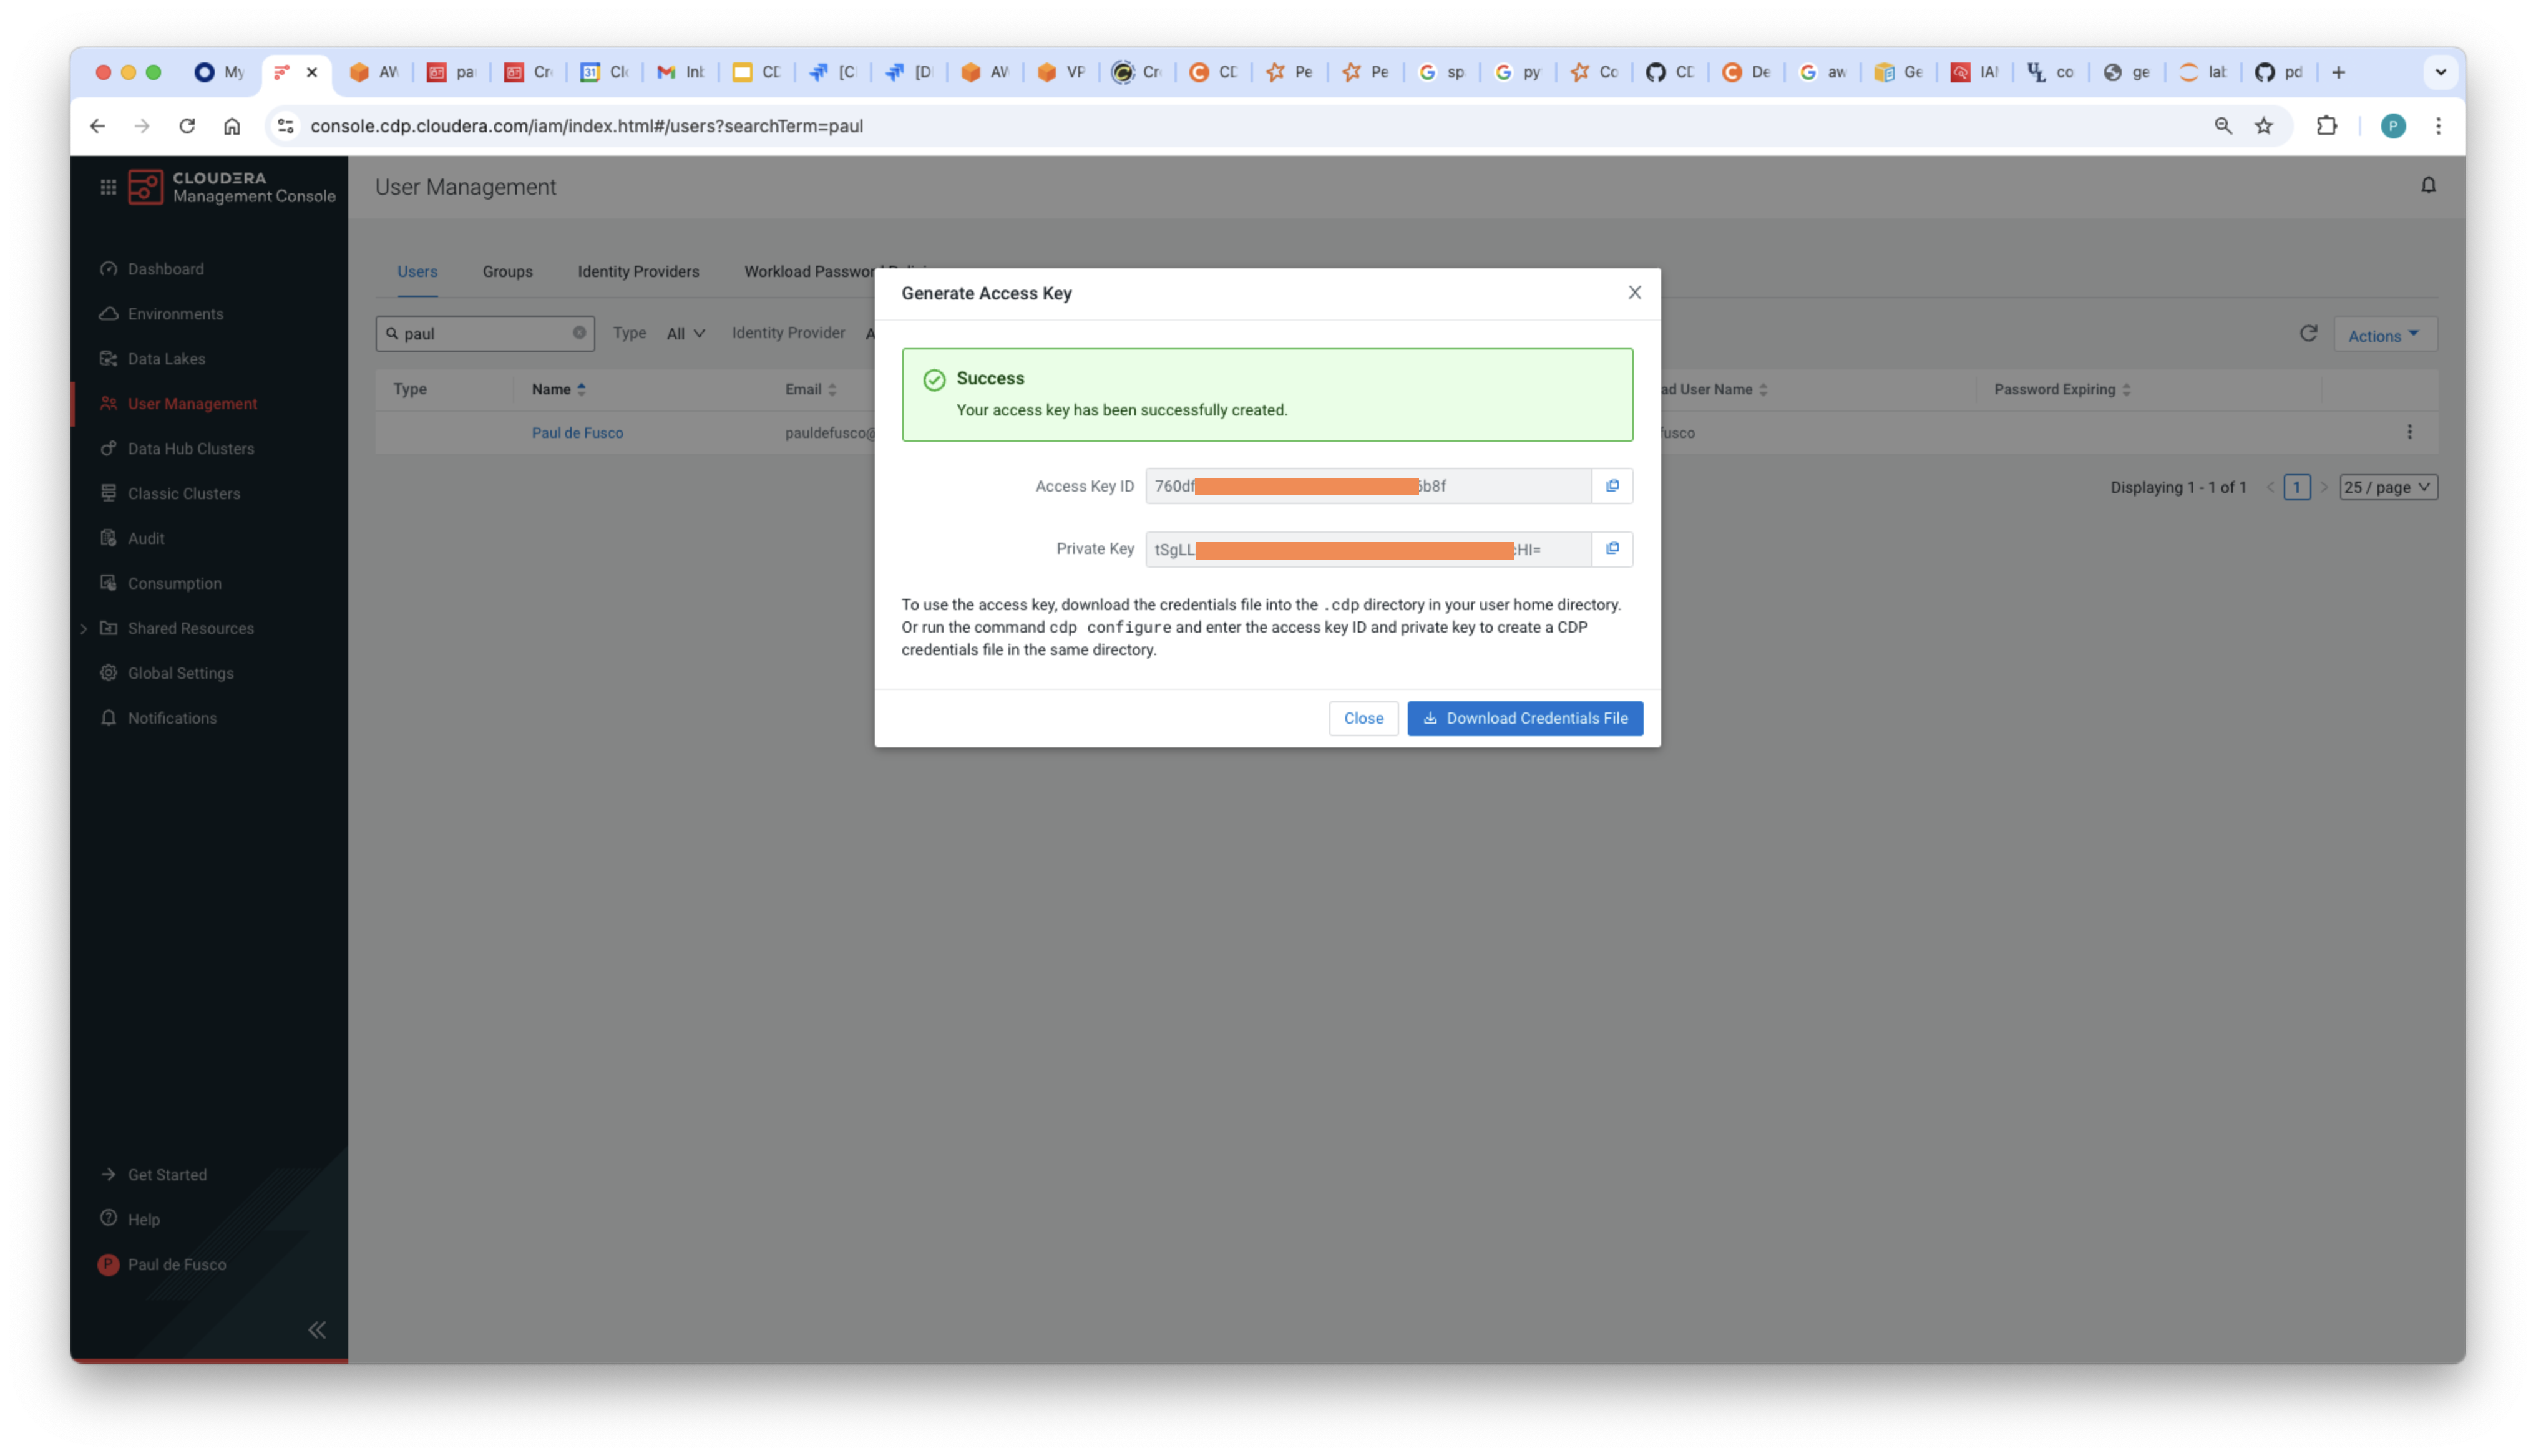 My
AW
pa
Cr
31
Clo
Int
CD
[C
[D
AW
VP
Cr
CD
Pe
Pe
sp
py
Co
CD
De
aw
Ge
IAM
UL
co
ge
lab
pd
console.cdp.cloudera.com/iam/index.html#/users?searchTerm=paul
P
CLOUDERA
Management Console
User Management
Dashboard
Environments
Data Lakes
User Management
Data Hub Clusters
Classic Clusters
Audit
Consumption
Shared Resources
Global Settings
Notifications
Get Started
Help
P Paul de Fusco
Users Groups Identity Providers Workload Password
paul Type All Identity Provider A
Actions
Type Name Email ad User Name Password Expiring
Paul de Fusco pauldefusco@ fusco
Displaying 1 - 1 of 1 < 1 > 25 / page
Generate Access Key
Success
Your access key has been successfully created.
Access Key ID 760df b8f
Private Key tSgLL HI=
To use the access key, download the credentials file into the .cdp directory in your user home directory.
Or run the command cdp configure and enter the access key ID and private key to create a CDP
credentials file in the same directory.
Close Download Credentials File